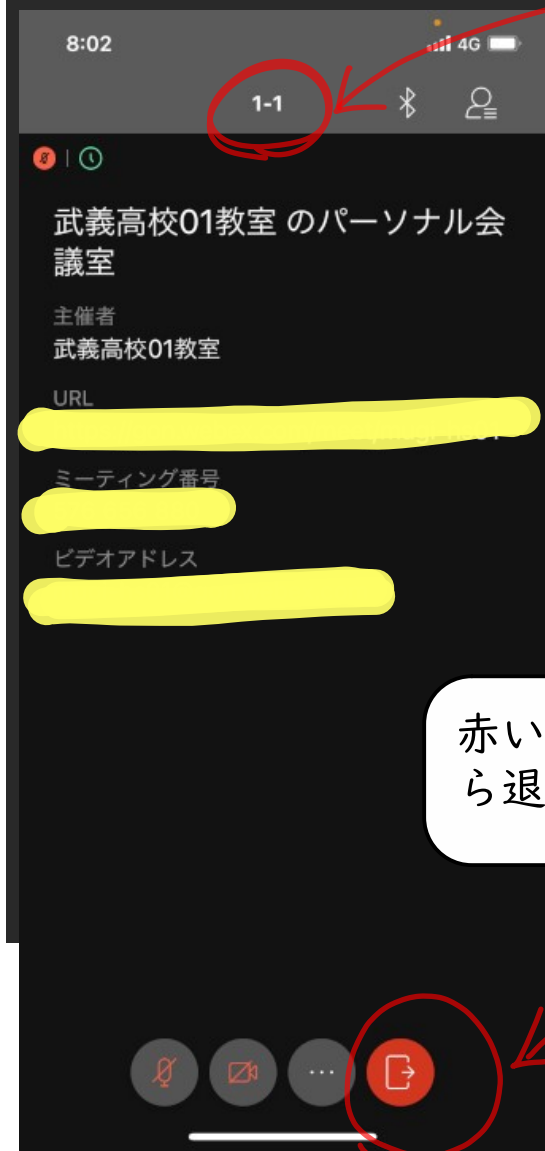 8:02
4G
1-1
武義高校01教室 のパーソナル会
議室
主催者
武義高校01教室
URL
ミーティング番号
ビデオアドレス
赤い
ら退